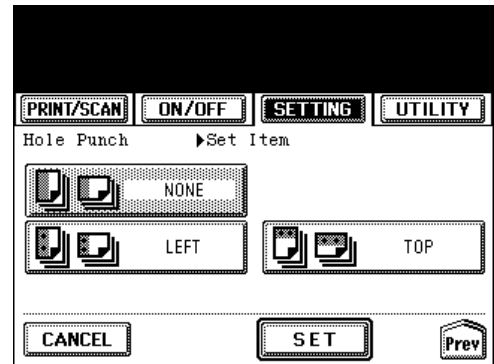 PRINT/SCAN ON/OFF SETTING UTILITY
Hole Punch ▶Set Item
NONE
LEFT TOP
CANCEL SET Prev